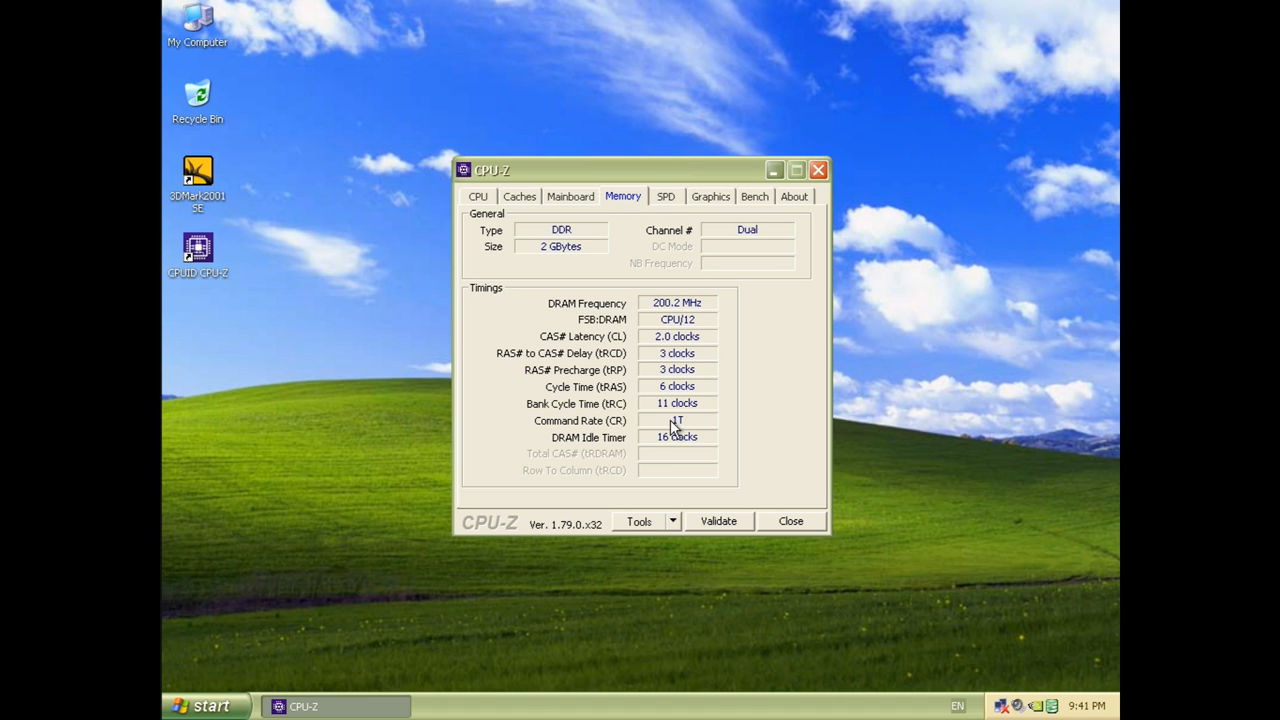 My Computer
Recycle Bin
3DMark2001
SE
CPUID CPU-Z
CPU-Z
CPU Caches Mainboard Memory SPD Graphics Bench About
General
Type DDR Channel # Dual
Size 2 GBytes DC Mode
NB Frequency
Timings
DRAM Frequency 200.2 MHz
FSB:DRAM CPU/12
CAS# Latency (CL) 2.0 clocks
RAS# to CAS# Delay (tRCD) 3 clocks
RAS# Precharge (tRP) 3 clocks
Cycle Time (tRAS) 6 clocks
Bank Cycle Time (tRC) 11 clocks
Command Rate (CR) 1T
DRAM Idle Timer 16 clocks
Total CAS# (tRDRAM)
Row To Column (tRCD)
CPU-Z Ver. 1.79.0.x32 Tools Validate Close
start CPU-Z EN 9:41 PM